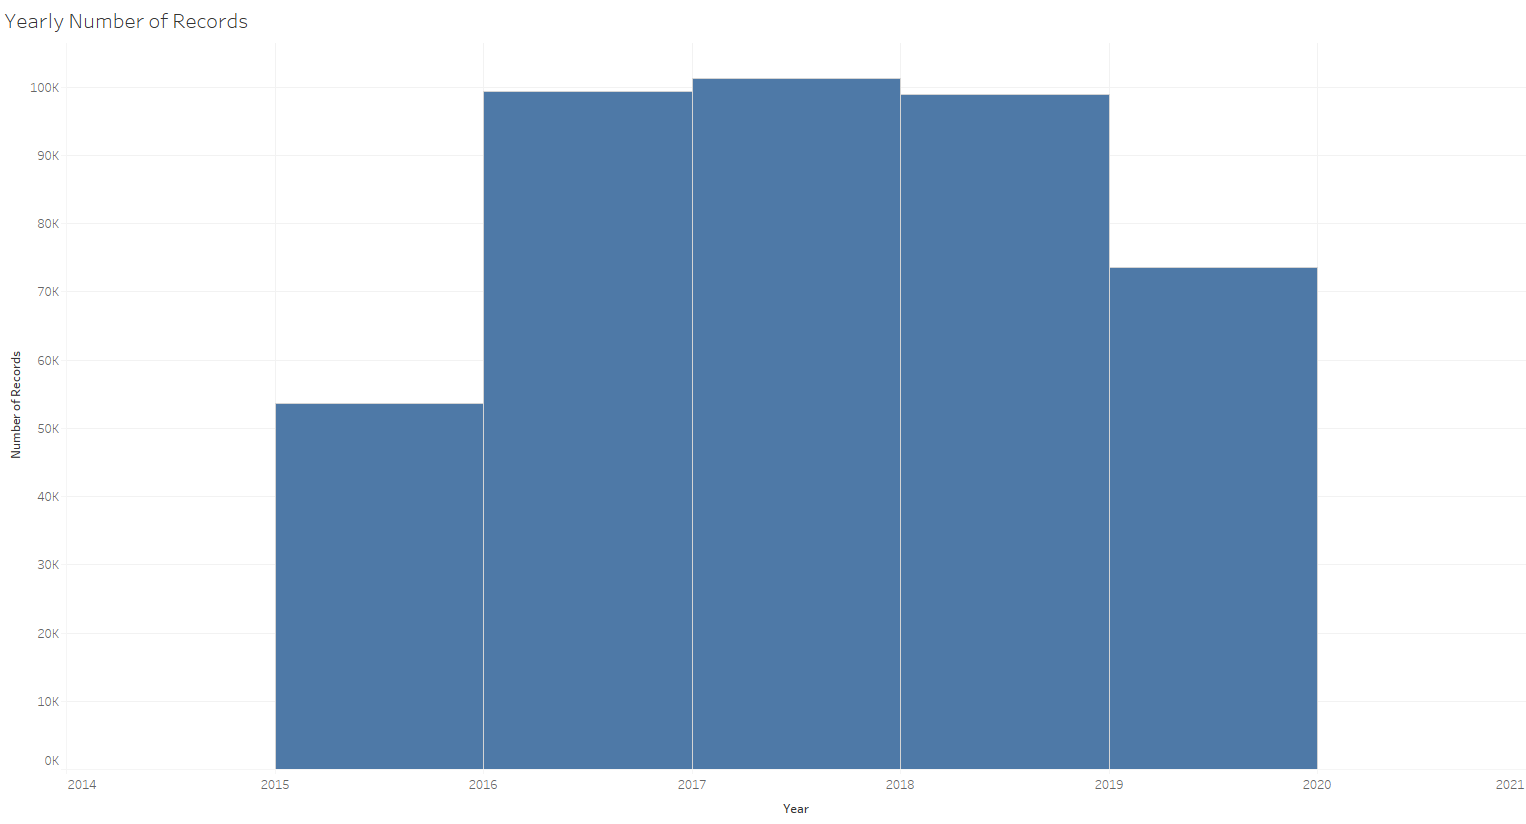 Yearly Number of Records
100K
90K
80K
70K
60K
50K
40K
30K
20K
10K
0K
Number of Records
2014 2015 2016 2017 2018 2019 2020 2021
Year